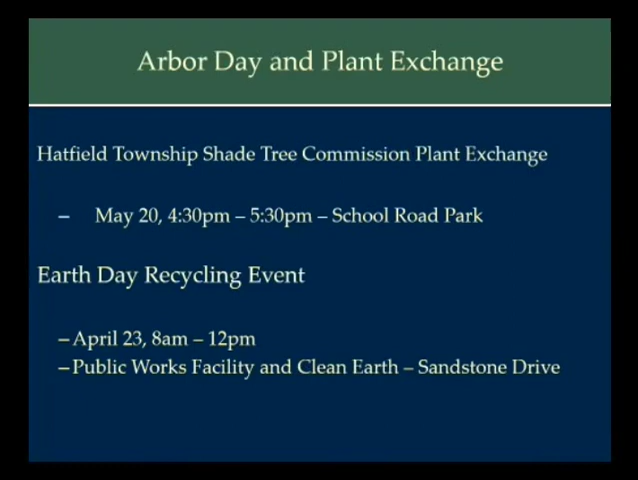 Arbor Day and Plant Exchange
Hatfield Township Shade Tree Commission Plant Exchange
– May 20, 4:30pm – 5:30pm – School Road Park
Earth Day Recycling Event
– April 23, 8am – 12pm
– Public Works Facility and Clean Earth – Sandstone Drive